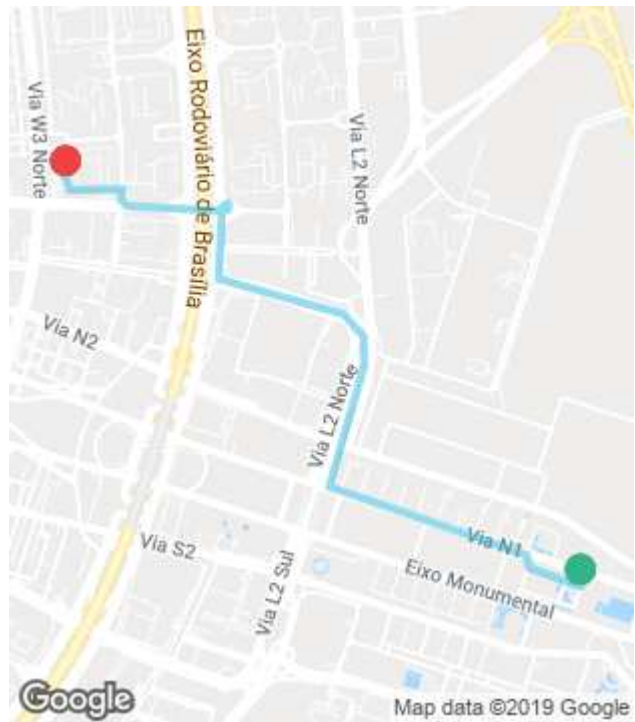 Eixo Rodoviário de Brasília
Via W3 Norte
Via L2 Norte
Via N2
Via L2 Norte
Via N1
Via S2
Eixo Monumental
Via L2 Sul
Google
Map data ©2019 Google